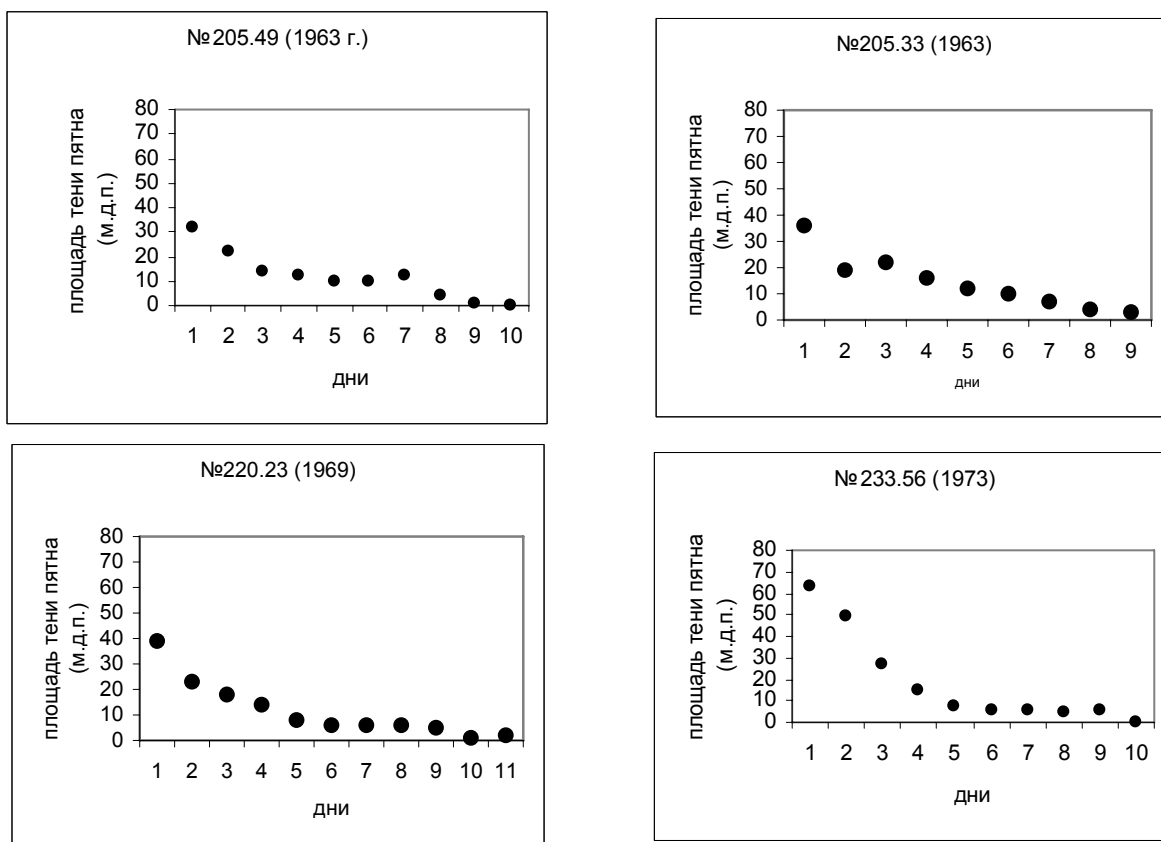 №205.49 (1963 г.)
площадь тени пятна
(м.д.п.)
80
70
60
50
40
30
20
10
0
1 2 3 4 5 6 7 8 9 10
дни
№205.33 (1963)
площадь тени пятна
(м.д.п.)
80
70
60
50
40
30
20
10
0
1 2 3 4 5 6 7 8 9
дни
№220.23 (1969)
площадь тени пятна
(м.д.п.)
80
70
60
50
40
30
20
10
0
1 2 3 4 5 6 7 8 9 10 11
дни
№233.56 (1973)
площадь тени пятна
(м.д.п.)
80
70
60
50
40
30
20
10
0
1 2 3 4 5 6 7 8 9 10
дни